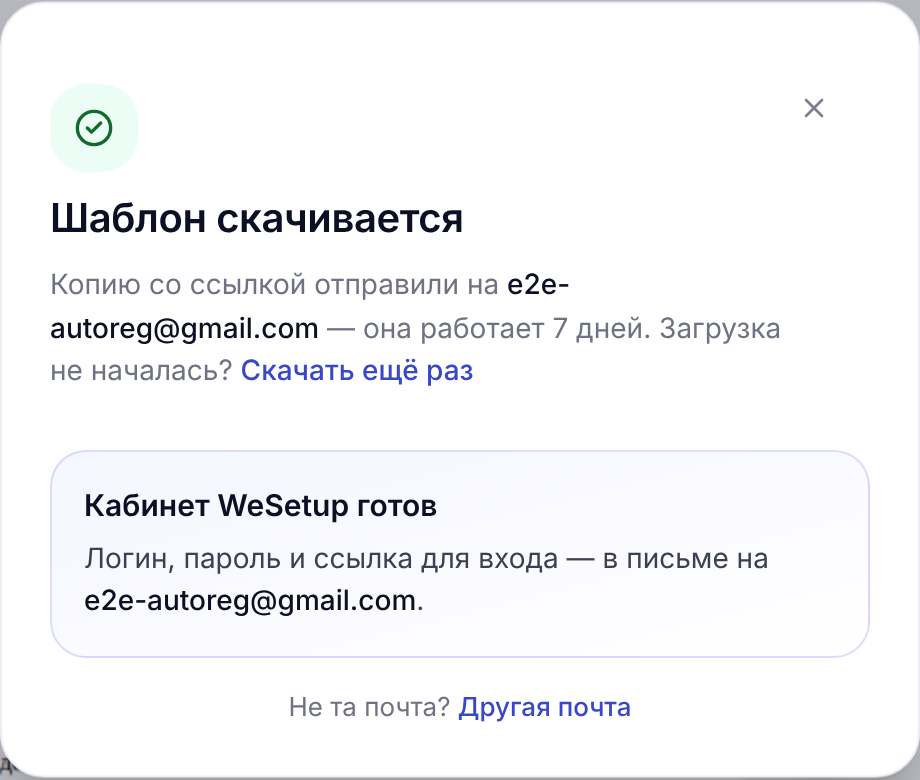 Шаблон скачивается
Копию со ссылкой отправили на e2e-
autoreg@gmail.com — она работает 7 дней. Загрузка
не началась? Скачать ещё раз
Кабинет WeSetup готов
Логин, пароль и ссылка для входа — в письме на
e2e-autoreg@gmail.com.
Не та почта? Другая почта